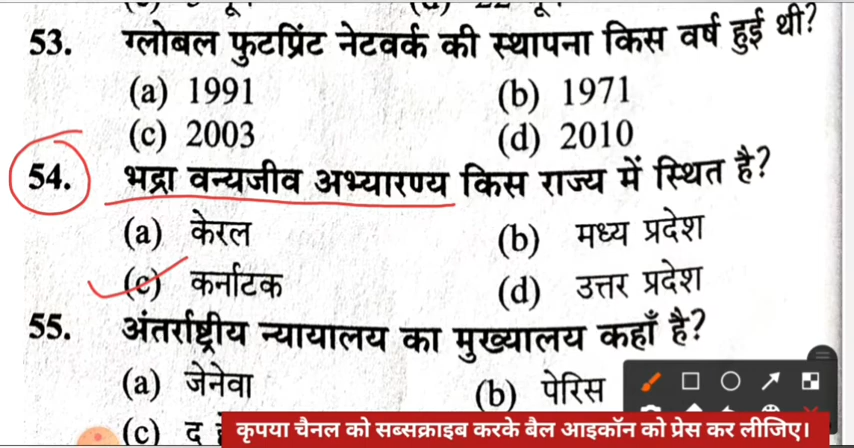 53. ग्लोबल फुटप्रिंट नेटवर्क की स्थापना किस वर्ष हुई थी?
(a) 1991 (b) 1971
(c) 2003 (d) 2010
54. भद्रा वन्यजीव अभ्यारण्य किस राज्य में स्थित है?
(a) केरल (b) मध्य प्रदेश
(c) कर्नाटक (d) उत्तर प्रदेश
55. अंतर्राष्ट्रीय न्यायालय का मुख्यालय कहाँ है?
(a) जेनेवा (b) पेरिस
(c) द
कृपया चैनल को सब्सक्राइब करके बैल आइकॉन को प्रेस कर लीजिए।